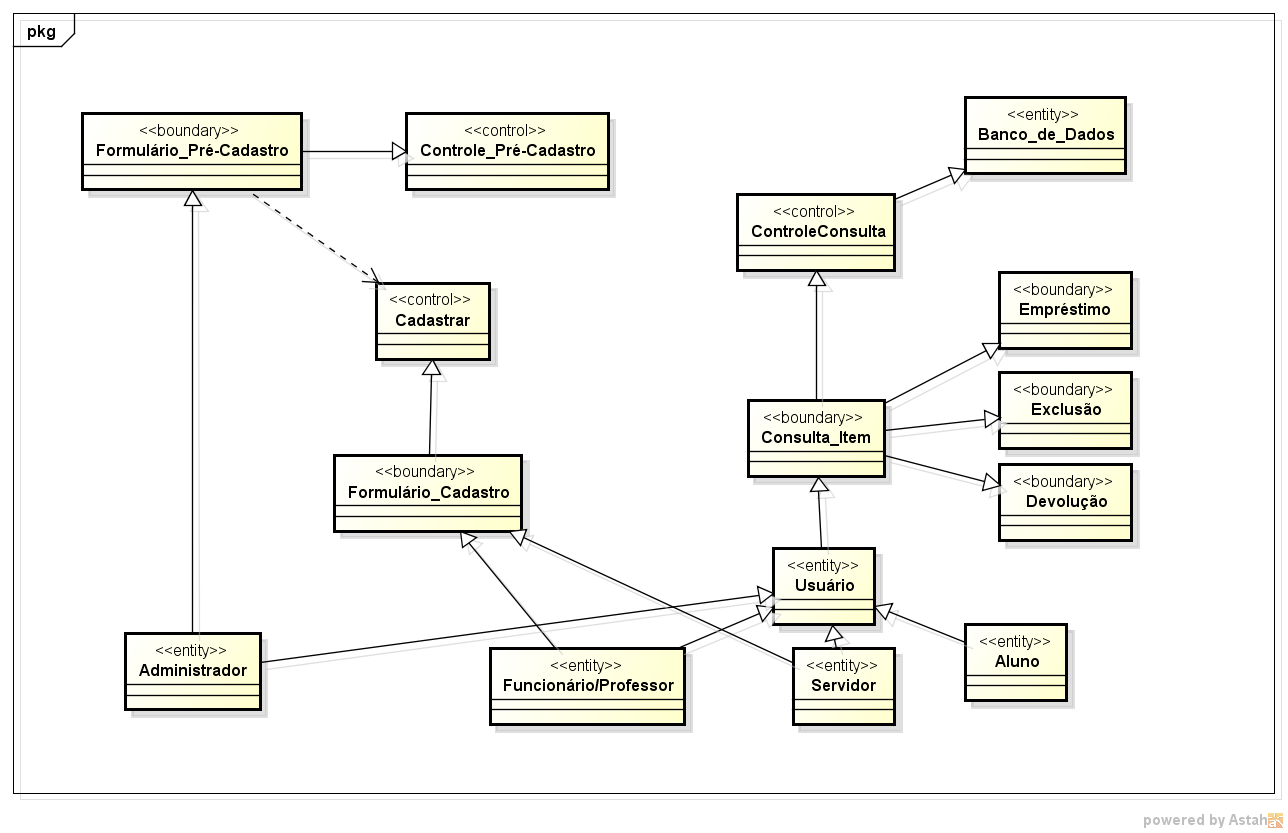 pkg
<<boundary>>
Formulário_Pré-Cadastro
<<control>>
Controle_Pré-Cadastro
<<entity>>
Banco_de_Dados
<<control>>
ControleConsulta
<<control>>
Cadastrar
<<boundary>>
Empréstimo
<<boundary>>
Exclusão
<<boundary>>
Consulta_Item
<<boundary>>
Formulário_Cadastro
<<boundary>>
Devolução
<<entity>>
Usuário
<<entity>>
Administrador
<<entity>>
Funcionário/Professor
<<entity>>
Servidor
<<entity>>
Aluno
powered by Astah